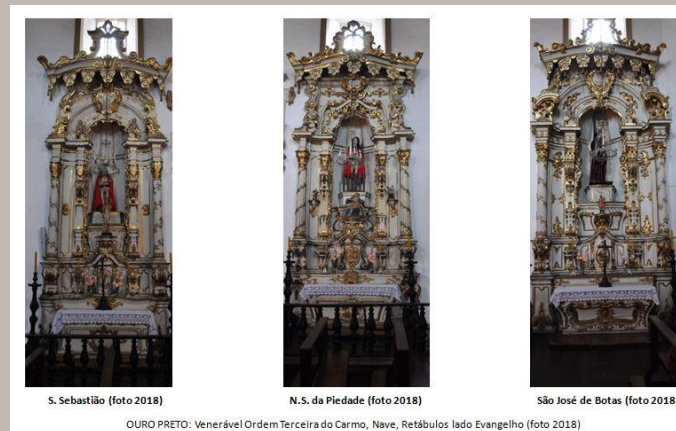 S. Sebastião (foto 2018)
N.S. da Piedade (foto 2018)
São José de Botas (foto 2018
OURO PRETO: Venerável Ordem Terceira do Carmo, Nave, Retábulos lado Evangelho (foto 2018)